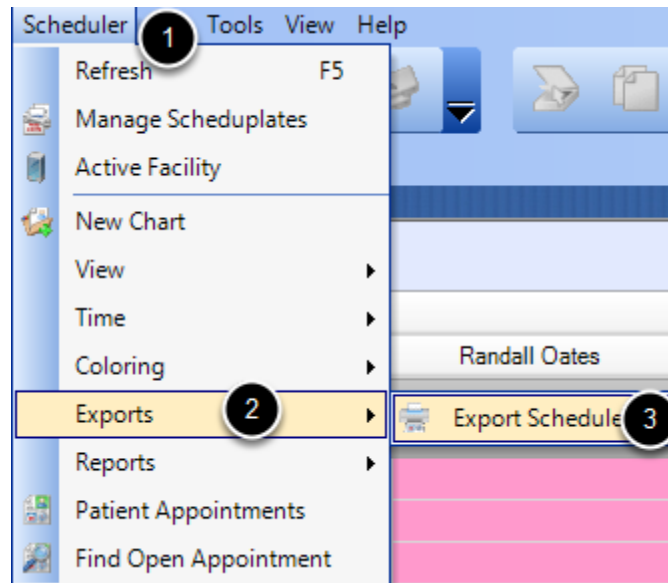 Scheduler 1 Tools View Help
Refresh F5
Manage Scheduplates
Active Facility
New Chart
View
Time
Randall Oates
Coloring
Exports 2 Export Schedule 3
Reports
Patient Appointments
Find Open Appointment